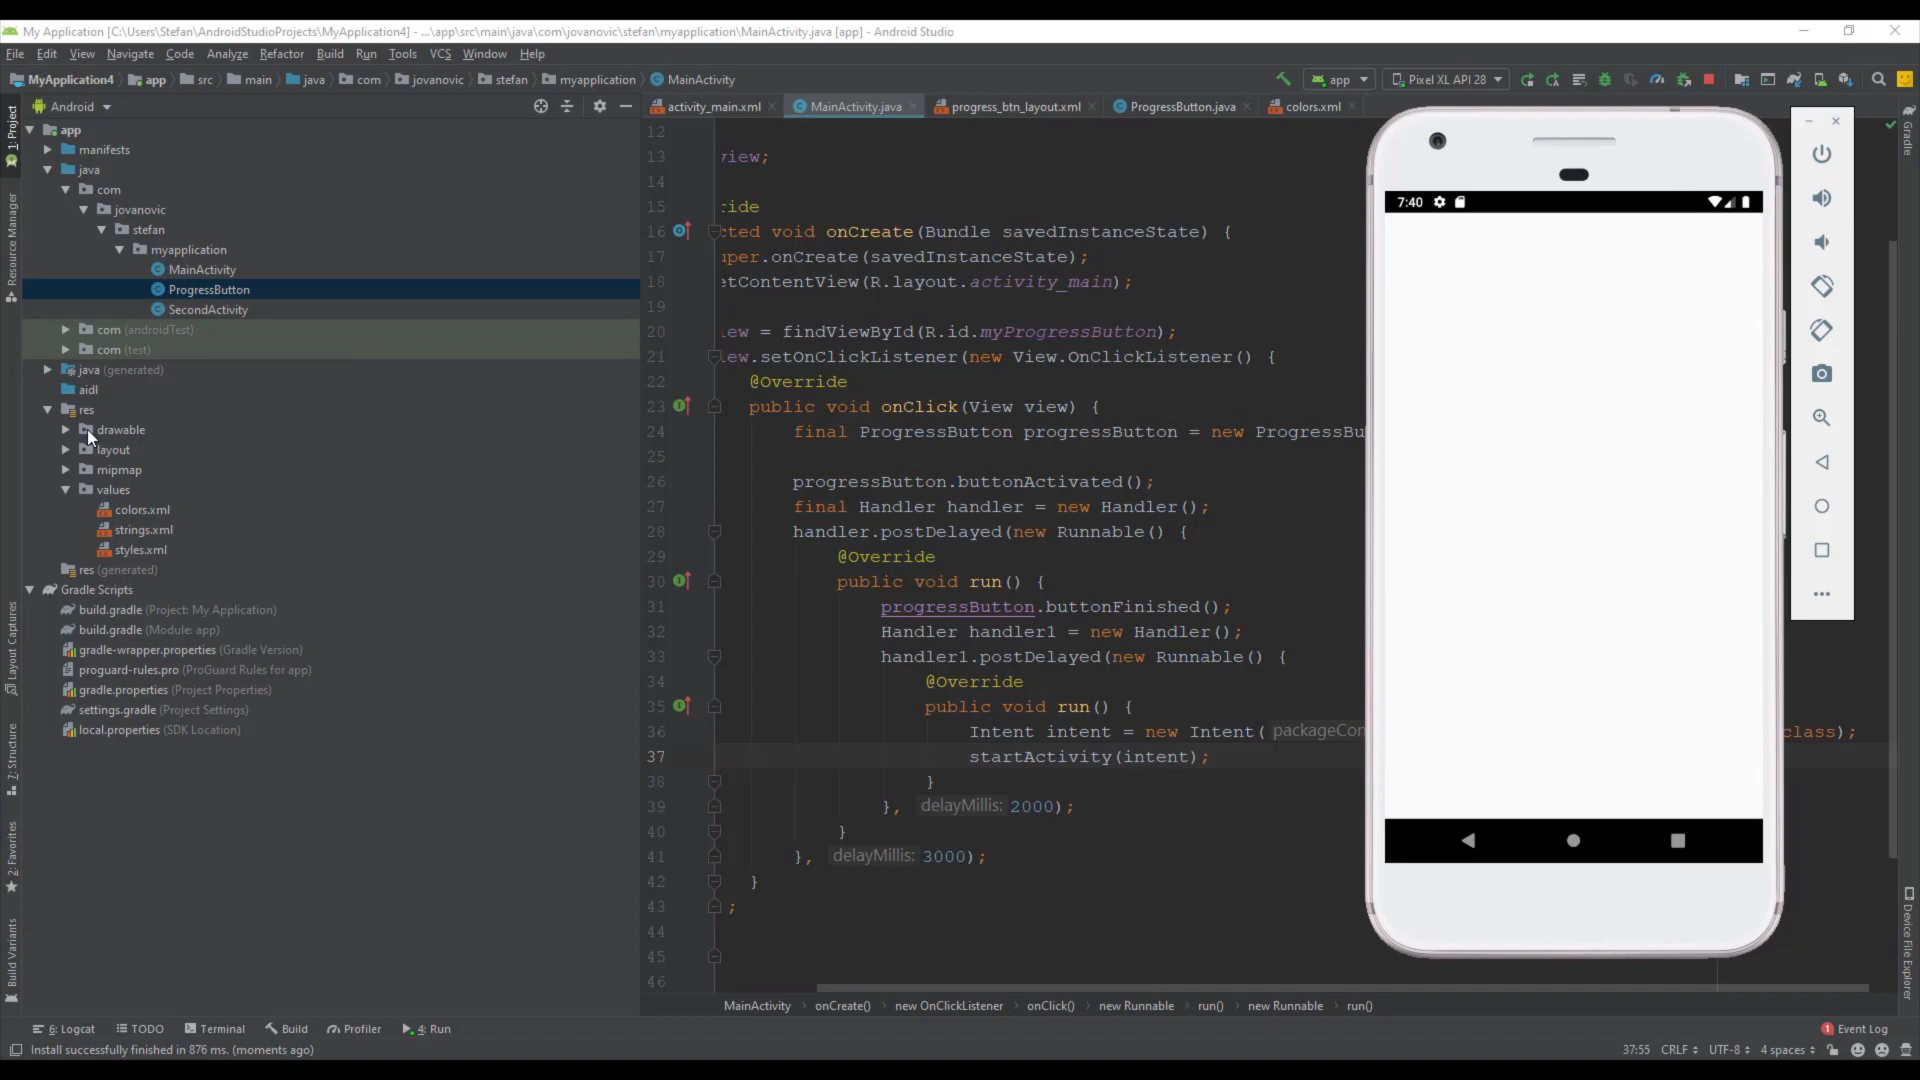 My Application [C:\Users\Stefan\AndroidStudioProjects\MyApplication4] - ...\app\src\main\java\com\jovanovic\stefan\myapplication\MainActivity.java [app] - Android Studio
File Edit View Navigate Code Analyze Refactor Build Run Tools VCS Window Help
MyApplication4 app src main java com jovanovic stefan myapplication MainActivity app Pixel XL API 28
Android
activity_main.xml MainActivity.java progress_btn_layout.xml ProgressButton.java colors.xml
1: Project
Resource Manager
Layout Captures
7: Structure
2: Favorites
Build Variants
app
manifests
java
com
jovanovic
stefan
myapplication
MainActivity
ProgressButton
SecondActivity
com (androidTest)
com (test)
java (generated)
aidl
res
drawable
layout
mipmap
values
colors.xml
strings.xml
styles.xml
res (generated)
Gradle Scripts
build.gradle (Project: My Application)
build.gradle (Module: app)
gradle-wrapper.properties (Gradle Version)
proguard-rules.pro (ProGuard Rules for app)
gradle.properties (Project Properties)
settings.gradle (Project Settings)
local.properties (SDK Location)
12
13 view;
14
15 ride
16 cted void onCreate(Bundle savedInstanceState) {
17 uper.onCreate(savedInstanceState);
18 etContentView(R.layout.activity_main);
19
20 iew = findViewById(R.id.myProgressButton);
21 iew.setOnClickListener(new View.OnClickListener() {
22 @Override
23 public void onClick(View view) {
24 final ProgressButton progressButton = new ProgressBu
25
26 progressButton.buttonActivated();
27 final Handler handler = new Handler();
28 handler.postDelayed(new Runnable() {
29 @Override
30 public void run() {
31 progressButton.buttonFinished();
32 Handler handler1 = new Handler();
33 handler1.postDelayed(new Runnable() {
34 @Override
35 public void run() {
36 Intent intent = new Intent( packageCon class);
37 startActivity(intent);
38 }
39 }, delayMillis: 2000);
40 }
41 }, delayMillis: 3000);
42 }
43 ;
44
45
46
7:40
Gradle
Device File Explorer
MainActivity onCreate() new OnClickListener onClick() new Runnable run() new Runnable run()
6: Logcat TODO Terminal Build Profiler 4: Run 1 Event Log
Install successfully finished in 876 ms. (moments ago) 37:55 CRLF UTF-8 4 spaces